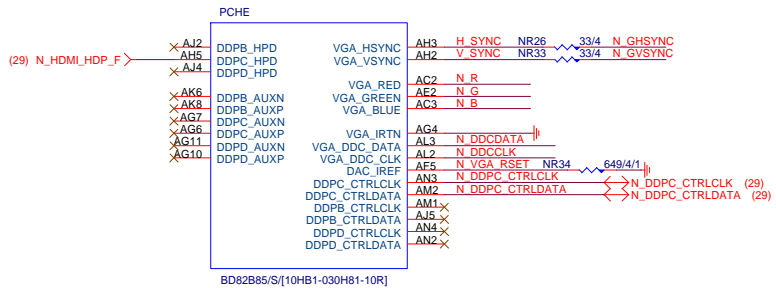 PCHE
AJ2 DDPB_HPD VGA_HSYNC AH3 H_SYNC NR26 33/4 N_GHSYNC
(29) N_HDMI_HDP_F AH5 DDPC_HPD VGA_VSYNC AH2 V_SYNC NR33 33/4 N_GVSYNC
AJ4 DDPD_HPD
VGA_RED AC2 N_R
AK6 DDPB_AUXN VGA_GREEN AE2 N_G
AK8 DDPB_AUXP VGA_BLUE AC3 N_B
AG7 DDPC_AUXN
AG6 DDPC_AUXP VGA_IRTN AG4
AG11 DDPD_AUXN VGA_DDC_DATA AL3 N_DDCDATA
AG10 DDPD_AUXP VGA_DDC_CLK AL2 N_DDCCLK
DAC_IREF AF5 N_VGA_RSET NR34 649/4/1
DDPC_CTRLCLK AN3 N_DDPC_CTRLCLK N_DDPC_CTRLCLK (29)
DDPC_CTRLDATA AM2 N_DDPC_CTRLDATA N_DDPC_CTRLDATA (29)
DDPB_CTRLCLK AM1
DDPB_CTRLDATA AJ5
DDPD_CTRLCLK AN4
DDPD_CTRLDATA AN2
BD82B85/S/[10HB1-030H81-10R]